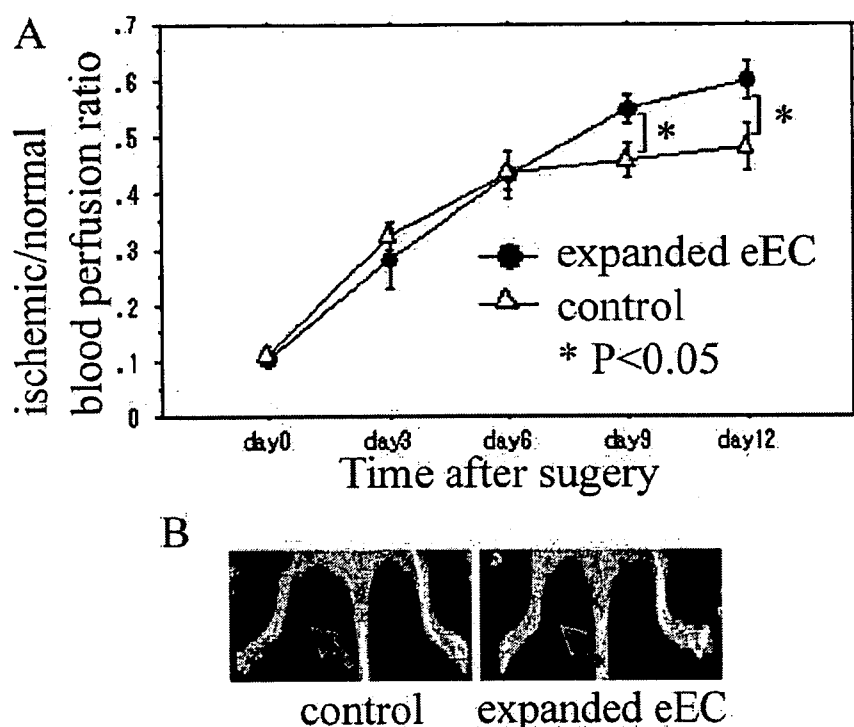 A
.7
.6
.5
.4
.3
.2
.1
0
ischemic/normal
blood perfusion ratio
*
*
expanded eEC
control
* P<0.05
day0 day3 day6 day9 day12
Time after sugery
B
control expanded eEC